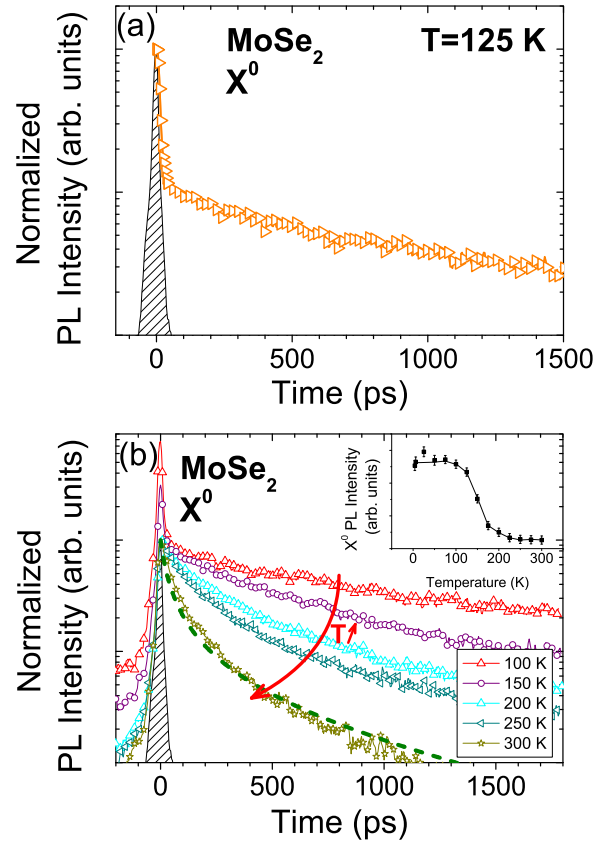 (a)
MoSe2
X0
T=125 K
Normalized
PL Intensity (arb. units)
0 500 1000 1500
Time (ps)
(b)
MoSe2
X0
Normalized
PL Intensity (arb. units)
X0 PL Intensity
(arb. units)
0 100 200 300
Temperature (K)
T
100 K
150 K
200 K
250 K
300 K
0 500 1000 1500
Time (ps)